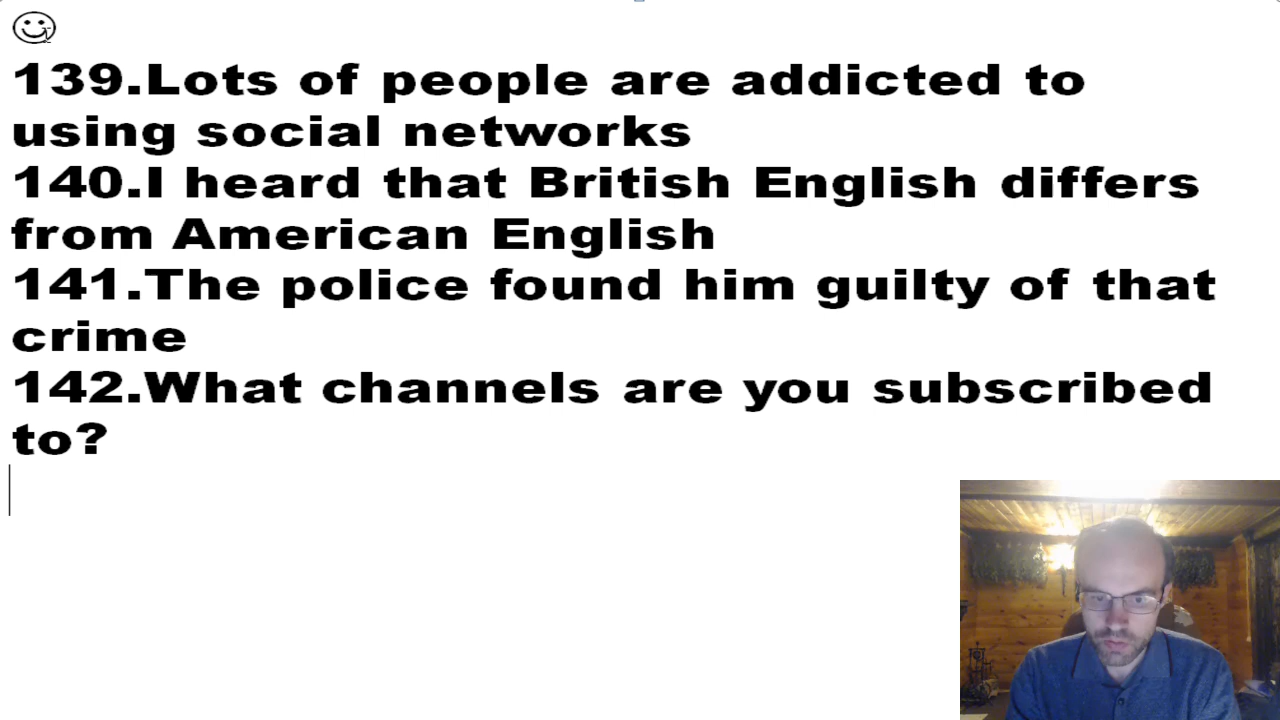 139.Lots of people are addicted to
using social networks
140.I heard that British English differs
from American English
141.The police found him guilty of that
crime
142.What channels are you subscribed
to?